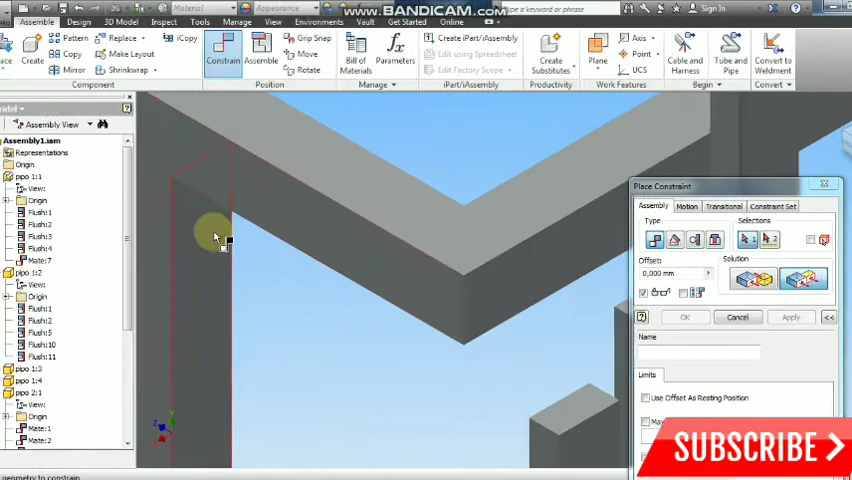 www.BANDICAM.com
Material
Appearance
Sign In
Assemble Design 3D Model Inspect Tools Manage View Environments Vault Get Started Online
Create
Pattern
Copy
Mirror
Replace
Make Layout
Shrinkwrap
iCopy
Component
Constrain
Assemble
Grip Snap
Move
Rotate
Position
Bill of
Materials
Parameters
Manage
Create iPart/iAssembly
Edit using Spreadsheet
Edit Factory Scope
iPart/iAssembly
Create
Substitutes
Productivity
Plane
Axis
Point
UCS
Work Features
Cable and
Harness
Tube and
Pipe
Begin
Convert to
Weldment
Convert
Assembly View
Assembly1.iam
Representations
Origin
pipo 1:1
View:
Origin
Flush:1
Flush:2
Flush:3
Flush:4
Mate:7
pipo 1:2
View:
Origin
Flush:1
Flush:2
Flush:5
Flush:10
Flush:11
pipo 1:3
pipo 1:4
pipo 2:1
View:
Origin
Mate:1
Mate:2
Place Constraint
Assembly Motion Transitional Constraint Set
Type
Selections
1
2
Offset:
0,000 mm
Solution
OK
Cancel
Apply
<<
Name
Limits
Use Offset As Resting Position
SUBSCRIBE
geometry to constrain